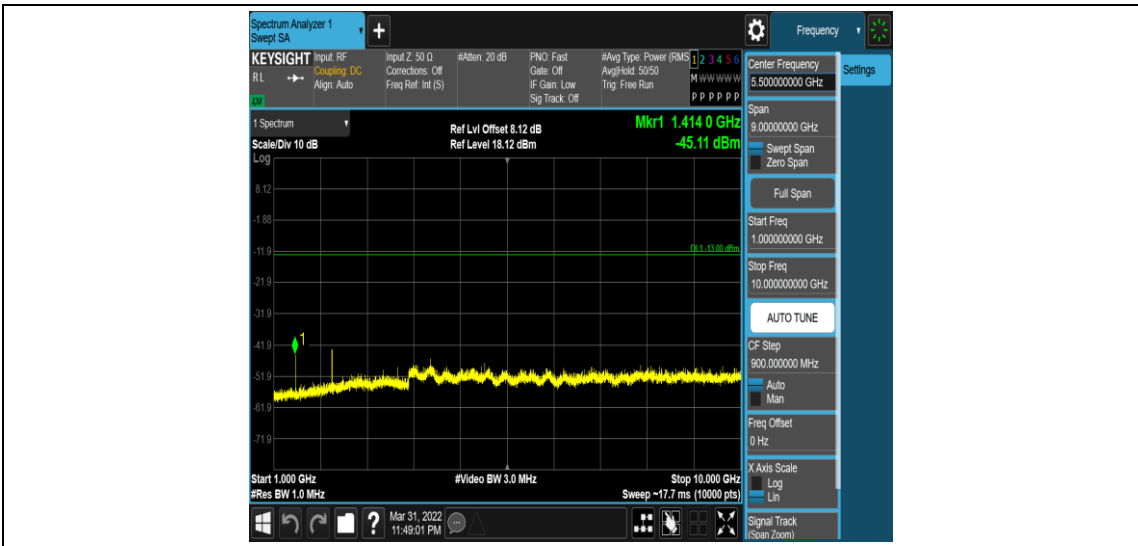 Spectrum Analyzer 1
Swept SA
+
Frequency
KEYSIGHT
RL
Input: RF
Coupling: DC
Align: Auto
Input Z: 50 Ω
Corrections: Off
Freq Ref: Int (S)
#Atten: 20 dB
PNO: Fast
Gate: Off
IF Gain: Low
Sig Track: Off
#Avg Type: Power (RMS
Avg|Hold: 50/50
Trig: Free Run
1 2 3 4 5 6
M W W W W W
P P P P P P
LXI
1 Spectrum
Scale/Div 10 dB
Log
Ref Lvl Offset 8.12 dB
Ref Level 18.12 dBm
Mkr1 1.414 0 GHz
-45.11 dBm
8.12
-1.88
-11.9
DL1 -13.00 dBm
-21.9
-31.9
-41.9
1
-51.9
-61.9
-71.9
Start 1.000 GHz
#Res BW 1.0 MHz
#Video BW 3.0 MHz
Stop 10.000 GHz
Sweep ~17.7 ms (10000 pts)
?
Mar 31, 2022
11:49:01 PM
Center Frequency
5.500000000 GHz
Settings
Span
9.00000000 GHz
Swept Span
Zero Span
Full Span
Start Freq
1.000000000 GHz
Stop Freq
10.000000000 GHz
AUTO TUNE
CF Step
900.000000 MHz
Auto
Man
Freq Offset
0 Hz
X Axis Scale
Log
Lin
Signal Track
(Span Zoom)